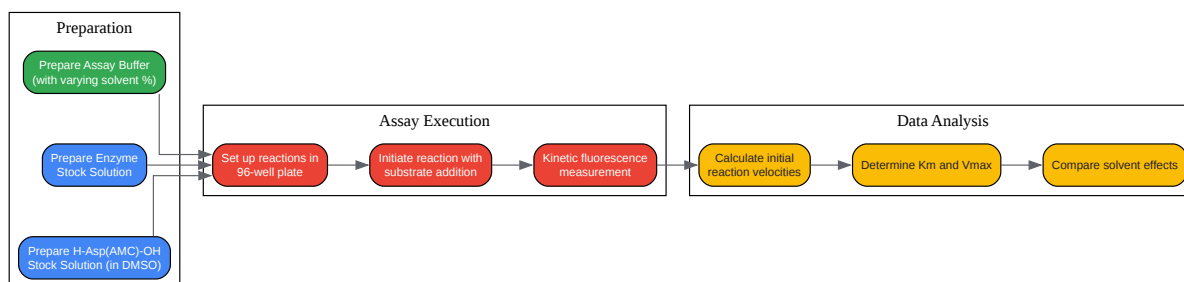 Preparation
Prepare Assay Buffer
(with varying solvent %)
Prepare Enzyme
Stock Solution
Prepare H-Asp(AMC)-OH
Stock Solution (in DMSO)
Assay Execution
Set up reactions in
96-well plate
Initiate reaction with
substrate addition
Kinetic fluorescence
measurement
Data Analysis
Calculate initial
reaction velocities
Determine Km and Vmax
Compare solvent effects